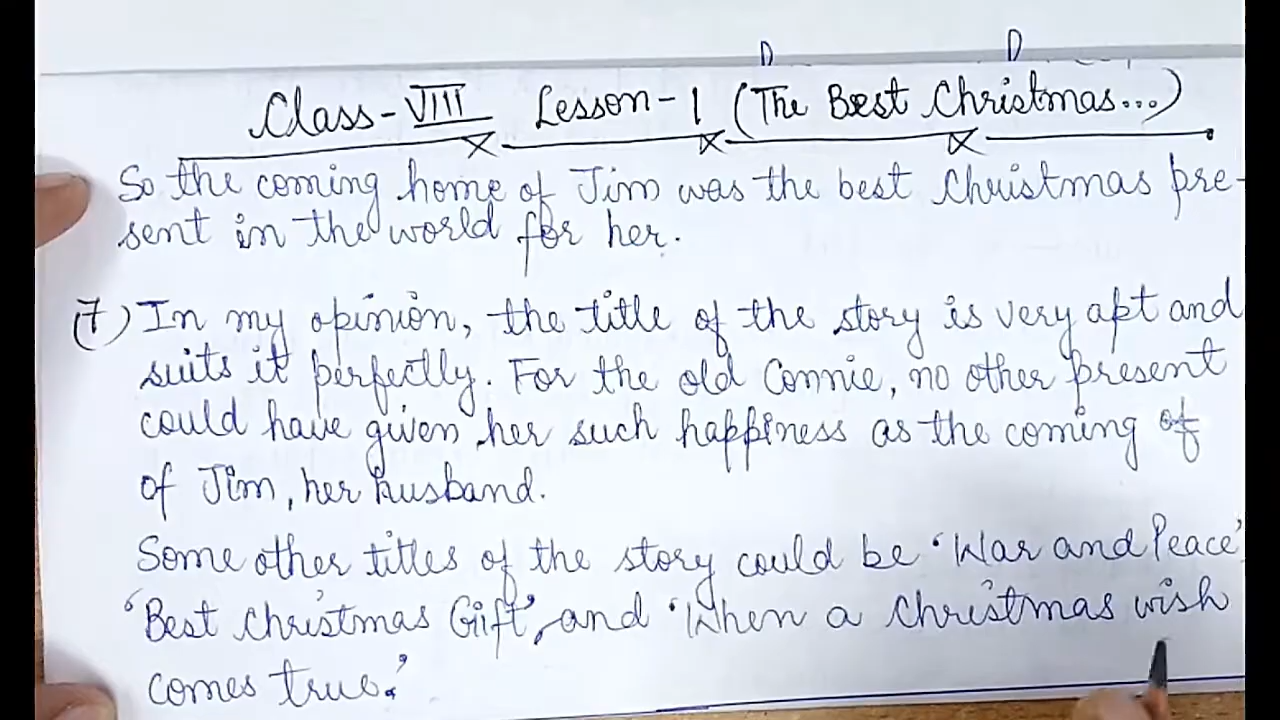 Class-VIII Lesson-1 (The Best Christmas...)
So the coming home of Jim was the best Christmas pre-
sent in the world for her.
(7) In my opinion, the title of the story is very apt and
suits it perfectly. For the old Connie, no other present
could have given her such happiness as the coming of
of Jim, her husband.
Some other titles of the story could be 'War and Peace'
'Best Christmas Gift', and 'When a Christmas wish
comes true.'